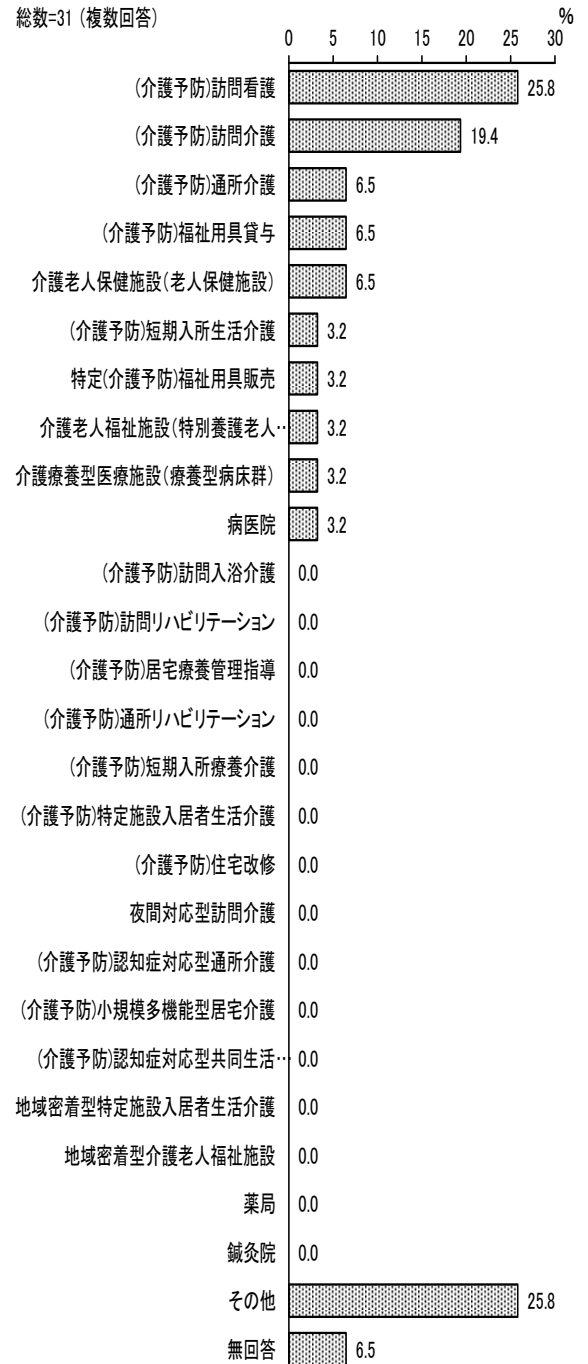 総数=31 (複数回答)
%
0 5 10 15 20 25 30
(介護予防)訪問看護 25.8
(介護予防)訪問介護 19.4
(介護予防)通所介護 6.5
(介護予防)福祉用具貸与 6.5
介護老人保健施設(老人保健施設) 6.5
(介護予防)短期入所生活介護 3.2
特定(介護予防)福祉用具販売 3.2
介護老人福祉施設(特別養護老人… 3.2
介護療養型医療施設(療養型病床群) 3.2
病医院 3.2
(介護予防)訪問入浴介護 0.0
(介護予防)訪問リハビリテーション 0.0
(介護予防)居宅療養管理指導 0.0
(介護予防)通所リハビリテーション 0.0
(介護予防)短期入所療養介護 0.0
(介護予防)特定施設入居者生活介護 0.0
(介護予防)住宅改修 0.0
夜間対応型訪問介護 0.0
(介護予防)認知症対応型通所介護 0.0
(介護予防)小規模多機能型居宅介護 0.0
(介護予防)認知症対応型共同生活… 0.0
地域密着型特定施設入居者生活介護 0.0
地域密着型介護老人福祉施設 0.0
薬局 0.0
鍼灸院 0.0
その他 25.8
無回答 6.5